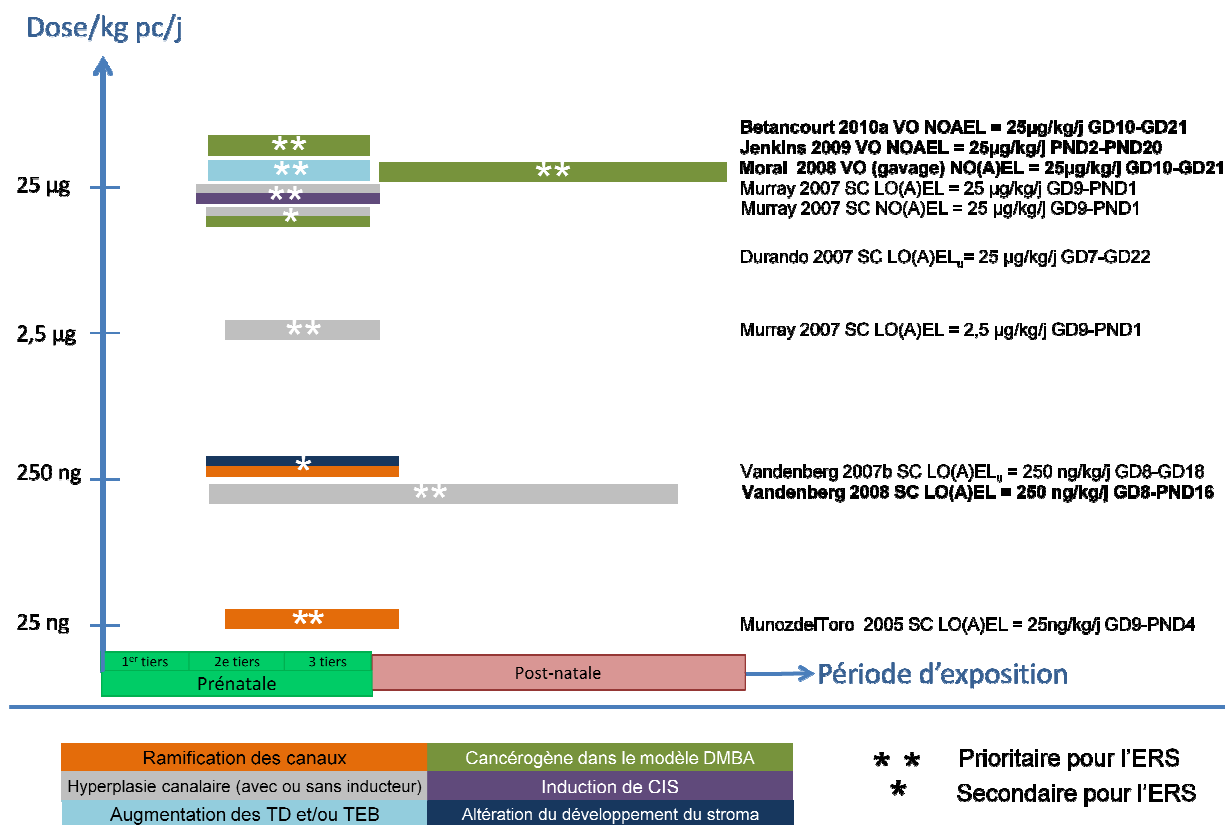 Dose/kg pc/j
**
Betancourt 2010a VO NOAEL = 25µg/kg/j GD10-GD21
Jenkins 2009 VO NOAEL = 25µg/kg/j PND2-PND20
** ** Moral 2008 VO (gavage) NO(A)EL = 25µg/kg/j GD10-GD21
25 µg
** Murray 2007 SC LO(A)EL = 25 µg/kg/j GD9-PND1
* Murray 2007 SC NO(A)EL = 25 µg/kg/j GD9-PND1
Durando 2007 SC LO(A)ELu= 25 µg/kg/j GD7-GD22
2,5 µg ** Murray 2007 SC LO(A)EL = 2,5 µg/kg/j GD9-PND1
250 ng * Vandenberg 2007b SC LO(A)ELu = 250 ng/kg/j GD8-GD18
** Vandenberg 2008 SC LO(A)EL = 250 ng/kg/j GD8-PND16
25 ng ** MunozdelToro 2005 SC LO(A)EL = 25ng/kg/j GD9-PND4
1er tiers 2e tiers 3 tiers
Prénatale
Post-natale
Période d'exposition
Ramification des canaux
Cancérogène dans le modèle DMBA
Hyperplasie canalaire (avec ou sans inducteur)
Induction de CIS
Augmentation des TD et/ou TEB
Altération du développement du stroma
* * Prioritaire pour l'ERS
* Secondaire pour l'ERS